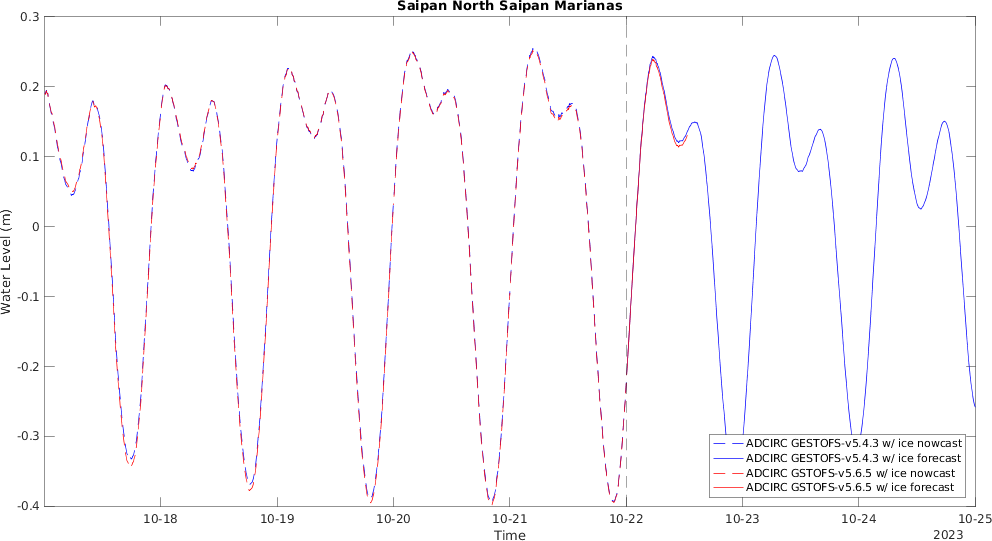 Saipan North Saipan Marianas
0.3
0.2
0.1
0
-0.1
-0.2
-0.3
-0.4
Water Level (m)
ADCIRC GESTOFS-v5.4.3 w/ ice nowcast
ADCIRC GESTOFS-v5.4.3 w/ ice forecast
ADCIRC GSTOFS-v5.6.5 w/ ice nowcast
ADCIRC GSTOFS-v5.6.5 w/ ice forecast
10-18 10-19 10-20 10-21 10-22 10-23 10-24 10-25
Time
2023